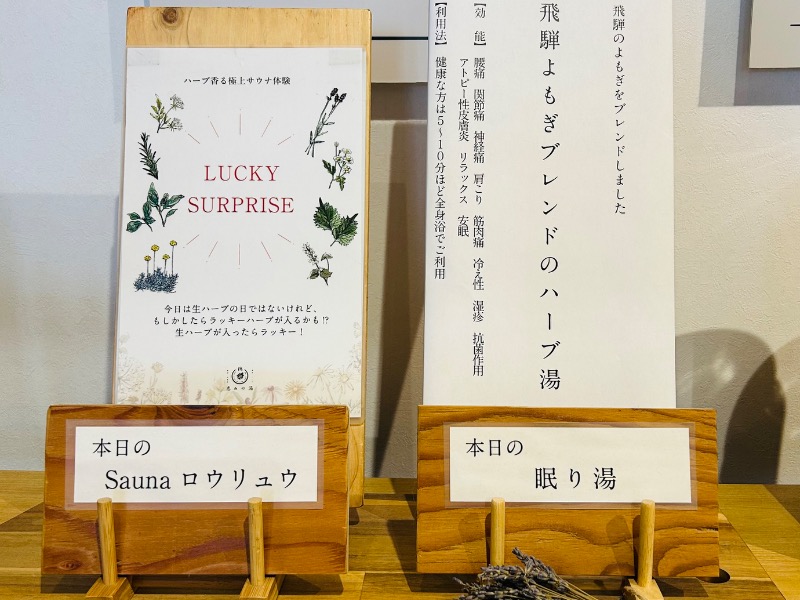 ハーブ香る極上サウナ体験
LUCKY
SURPRISE
今日は生ハーブの日ではないけれど、
もしかしたらラッキーハーブが入るかも!?
生ハーブが入ったらラッキー!
恵みの湯
本日の
Sauna ロウリュウ
飛騨のよもぎをブレンドしました
飛騨よもぎブレンドのハーブ湯
【効 能】 腰痛 関節痛 神経痛 肩こり 筋肉痛 冷え性 湿疹 抗菌作用
アトピー性皮膚炎 リラックス 安眠
【利用法】 健康な方は5~10分ほど全身浴でご利用
本日の
眠り湯